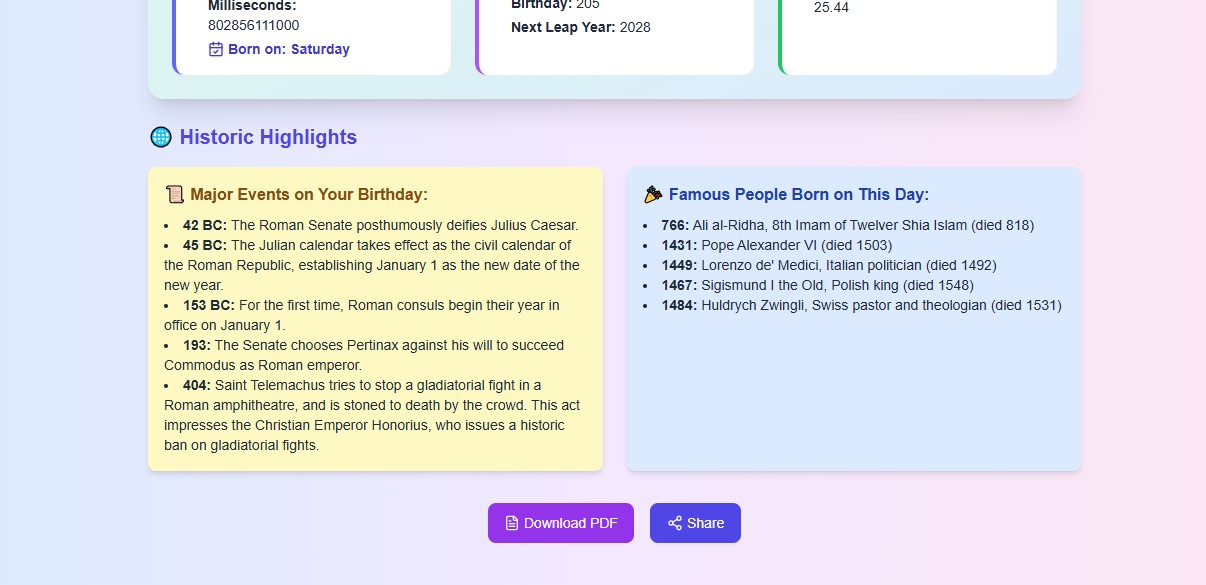 Milliseconds:
802856111000
Born on: Saturday
Birthday: 205
Next Leap Year: 2028
25.44
Historic Highlights
Major Events on Your Birthday:
• 42 BC: The Roman Senate posthumously deifies Julius Caesar.
• 45 BC: The Julian calendar takes effect as the civil calendar of
the Roman Republic, establishing January 1 as the new date of the
new year.
• 153 BC: For the first time, Roman consuls begin their year in
office on January 1.
• 193: The Senate chooses Pertinax against his will to succeed
Commodus as Roman emperor.
• 404: Saint Telemachus tries to stop a gladiatorial fight in a
Roman amphitheatre, and is stoned to death by the crowd. This act
impresses the Christian Emperor Honorius, who issues a historic
ban on gladiatorial fights.
Famous People Born on This Day:
• 766: Ali al-Ridha, 8th Imam of Twelver Shia Islam (died 818)
• 1431: Pope Alexander VI (died 1503)
• 1449: Lorenzo de' Medici, Italian politician (died 1492)
• 1467: Sigismund I the Old, Polish king (died 1548)
• 1484: Huldrych Zwingli, Swiss pastor and theologian (died 1531)
Download PDF
Share